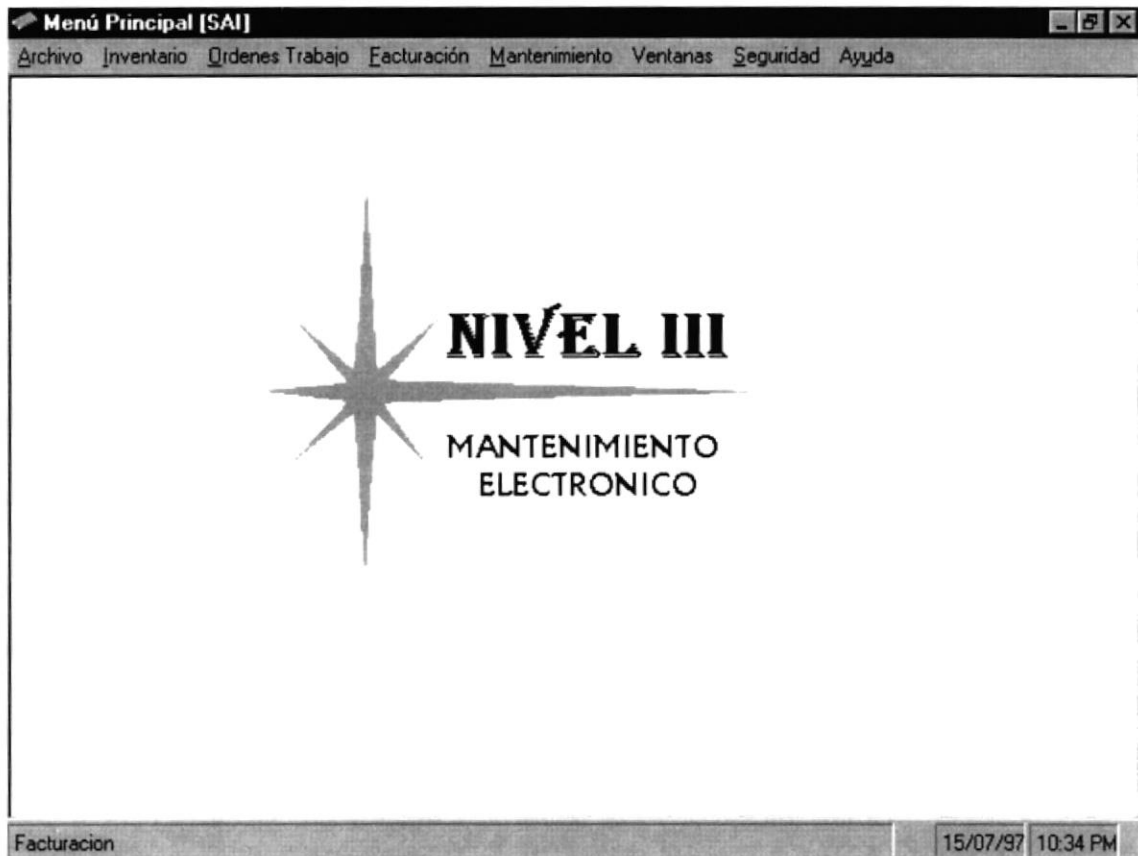 Menú Principal [SAI]
Archivo Inventario Ordenes Trabajo Facturación Mantenimiento Ventanas Seguridad Ayuda
NIVEL III
MANTENIMIENTO
ELECTRONICO
Facturacion 15/07/97 10:34 PM